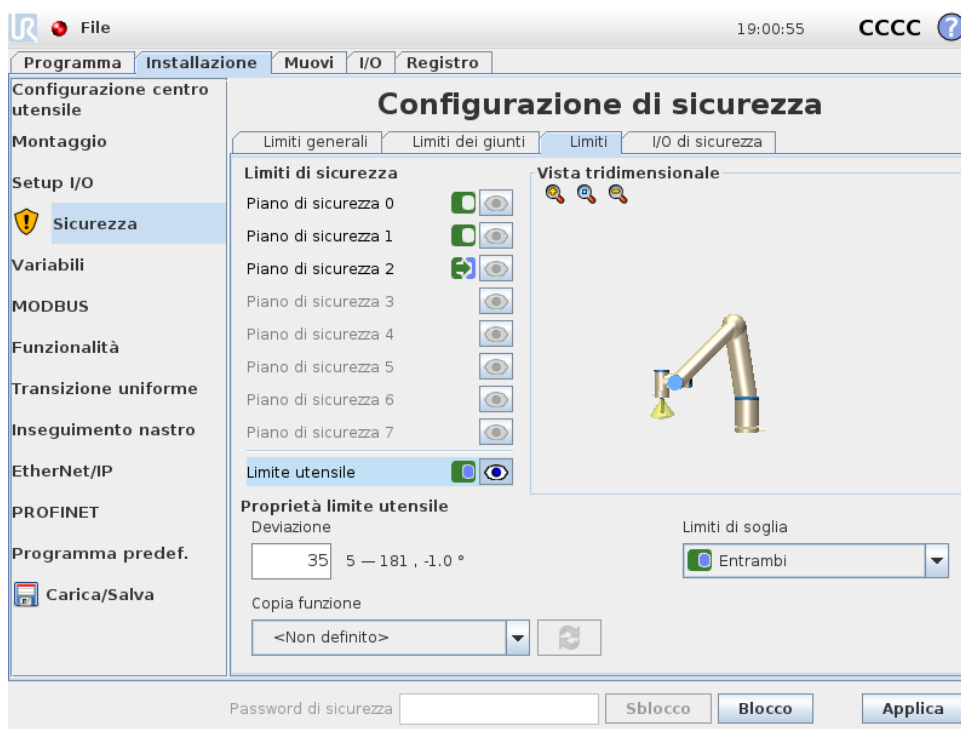 UR File 19:00:55 CCCC ?
Programma Installazione Muovi I/O Registro
Configurazione centro
utensile
Montaggio
Setup I/O
Sicurezza
Variabili
MODBUS
Funzionalità
Transizione uniforme
Inseguimento nastro
EtherNet/IP
PROFINET
Programma predef.
Carica/Salva
Configurazione di sicurezza
Limiti generali Limiti dei giunti Limiti I/O di sicurezza
Limiti di sicurezza
Piano di sicurezza 0
Piano di sicurezza 1
Piano di sicurezza 2
Piano di sicurezza 3
Piano di sicurezza 4
Piano di sicurezza 5
Piano di sicurezza 6
Piano di sicurezza 7
Limite utensile
Vista tridimensionale
Proprietà limite utensile
Deviazione
35 5 — 181 , -1.0 °
Limiti di soglia
Entrambi
Copia funzione
<Non definito>
Password di sicurezza Sblocco Blocco Applica